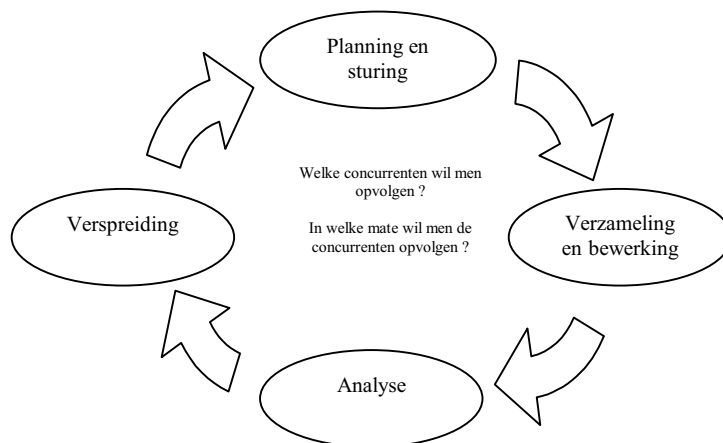 Planning en
sturing
Welke concurrenten wil men
opvolgen ?
Verspreiding
In welke mate wil men de
concurrenten opvolgen ?
Verzameling
en bewerking
Analyse